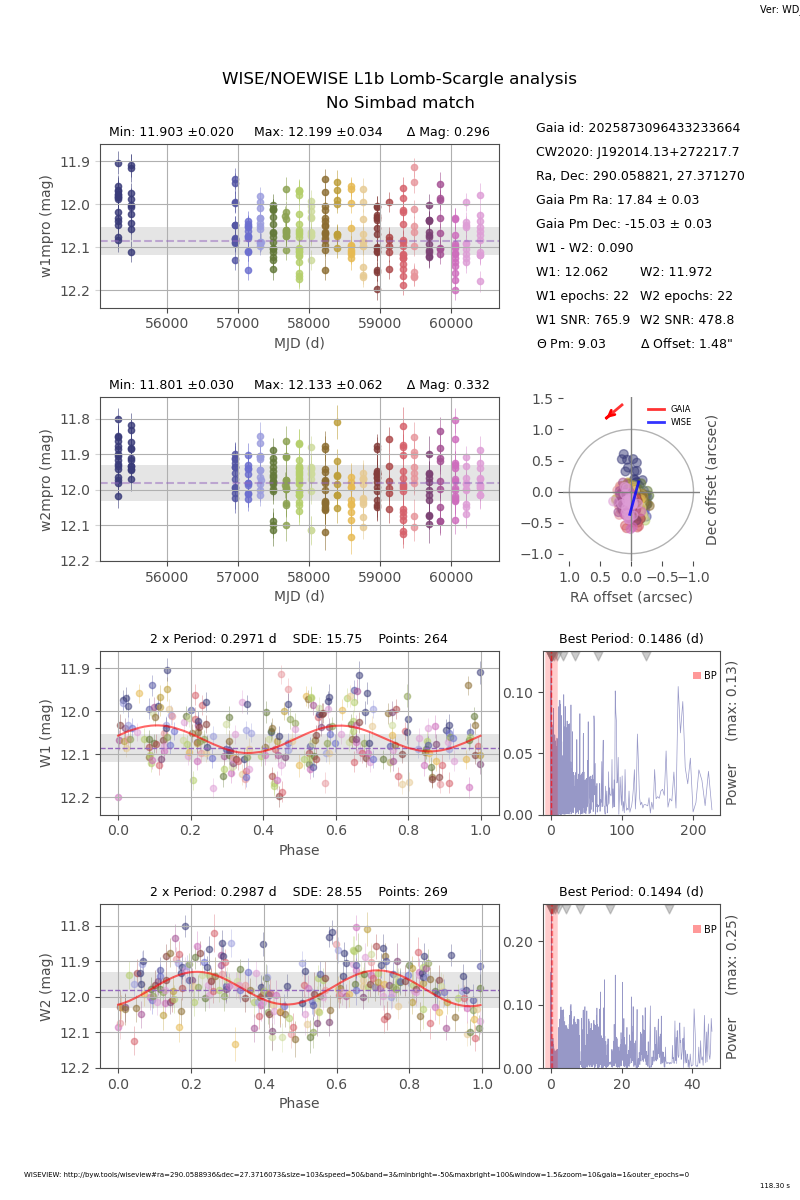 Ver: WD_
WISE/NOEWISE L1b Lomb-Scargle analysis
No Simbad match
Min: 11.903 ±0.020 Max: 12.199 ±0.034 Δ Mag: 0.296
11.9
12.0
12.1
12.2
w1mpro (mag)
56000 57000 58000 59000 60000
MJD (d)
Gaia id: 2025873096433233664
CW2020: J192014.13+272217.7
Ra, Dec: 290.058821, 27.371270
Gaia Pm Ra: 17.84 ± 0.03
Gaia Pm Dec: -15.03 ± 0.03
W1 - W2: 0.090
W1: 12.062 W2: 11.972
W1 epochs: 22 W2 epochs: 22
W1 SNR: 765.9 W2 SNR: 478.8
Θ Pm: 9.03 Δ Offset: 1.48"
Min: 11.801 ±0.030 Max: 12.133 ±0.062 Δ Mag: 0.332
11.8
11.9
12.0
12.1
12.2
w2mpro (mag)
56000 57000 58000 59000 60000
MJD (d)
1.5
1.0
0.5
0.0
−0.5
−1.0
GAIA
WISE
Dec offset (arcsec)
1.0 0.5 0.0 −0.5 −1.0
RA offset (arcsec)
2 x Period: 0.2971 d SDE: 15.75 Points: 264
11.9
12.0
12.1
12.2
W1 (mag)
0.0 0.2 0.4 0.6 0.8 1.0
Phase
Best Period: 0.1486 (d)
0.10
0.05
0.00
BP
Power (max: 0.13)
0 100 200
2 x Period: 0.2987 d SDE: 28.55 Points: 269
11.8
11.9
12.0
12.1
12.2
W2 (mag)
0.0 0.2 0.4 0.6 0.8 1.0
Phase
Best Period: 0.1494 (d)
0.20
0.10
0.00
BP
Power (max: 0.25)
0 20 40
WISEVIEW: http://byw.tools/wiseview#ra=290.0588936&dec=27.3716073&size=103&speed=50&band=3&minbright=-50&maxbright=100&window=1.5&zoom=10&gaia=1&outer_epochs=0
118.30 s